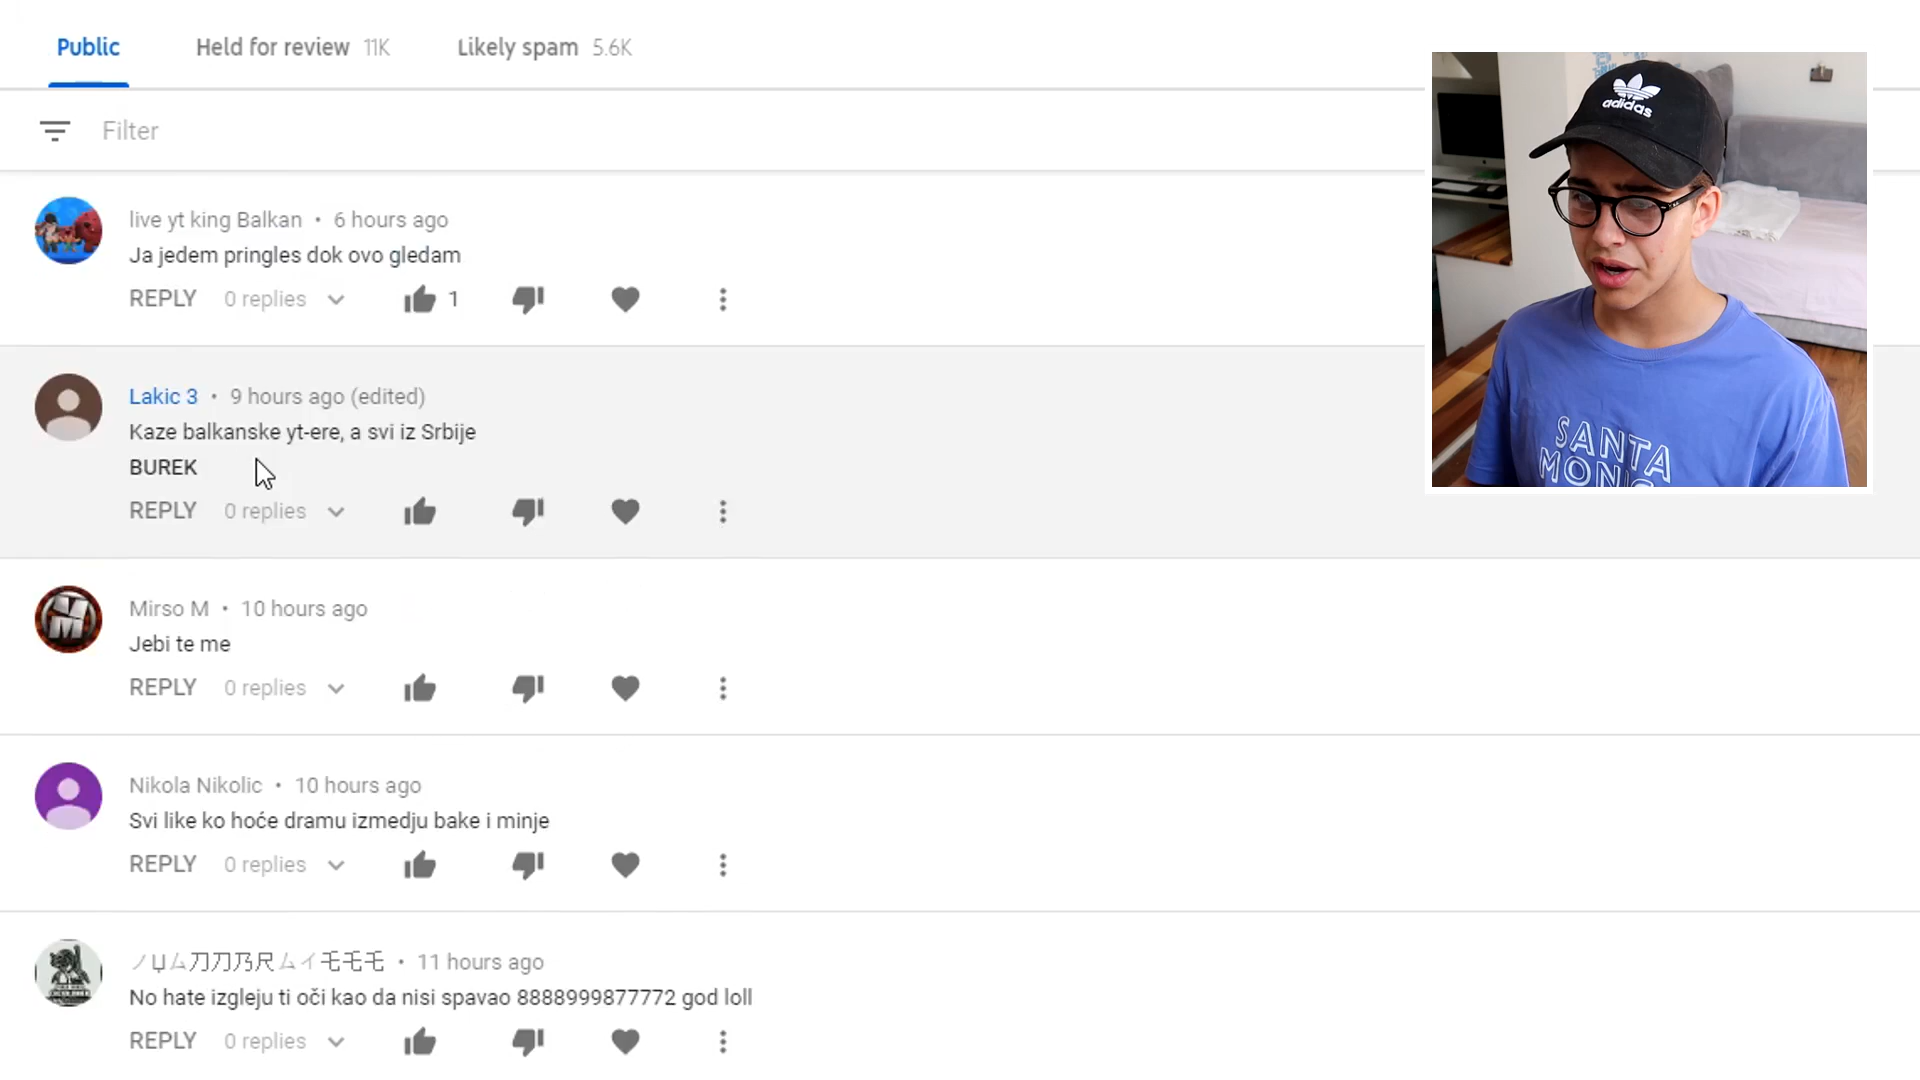 Public Held for review 11K Likely spam 5.6K
Filter
live yt king Balkan • 6 hours ago
Ja jedem pringles dok ovo gledam
REPLY 0 replies 1
Lakic 3 • 9 hours ago (edited)
Kaze balkanske yt-ere, a svi iz Srbije
BUREK
REPLY 0 replies
Mirso M • 10 hours ago
Jebi te me
REPLY 0 replies
Nikola Nikolic • 10 hours ago
Svi like ko hoće dramu izmedju bake i minje
REPLY 0 replies
ノЏム刀刀乃尺ムイ乇乇乇 • 11 hours ago
No hate izgleju ti oči kao da nisi spavao 8888999877772 god loll
REPLY 0 replies
adidas
SANTA